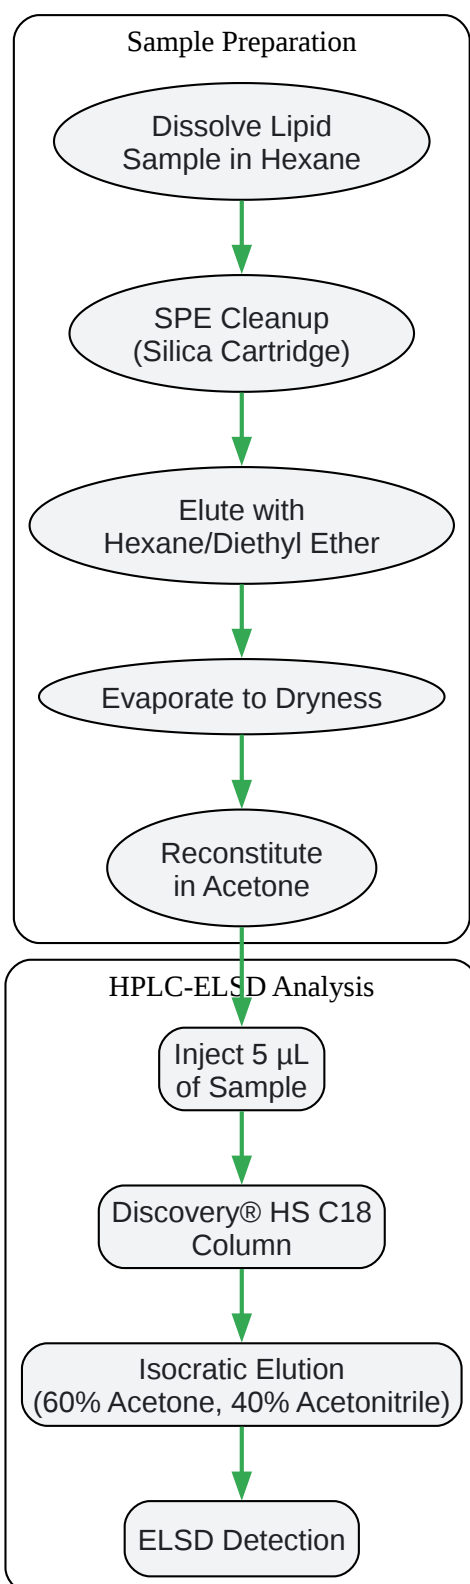 Sample Preparation
Dissolve Lipid
Sample in Hexane
SPE Cleanup
(Silica Cartridge)
Elute with
Hexane/Diethyl Ether
Evaporate to Dryness
Reconstitute
in Acetone
HPLC-ELSD Analysis
Inject 5 µL
of Sample
Discovery® HS C18
Column
Isocratic Elution
(60% Acetone, 40% Acetonitrile)
ELSD Detection